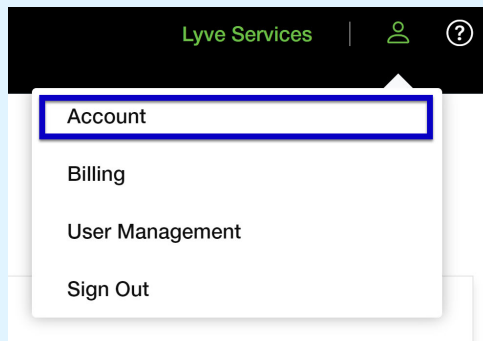 Lyve Services
?
Account
Billing
User Management
Sign Out